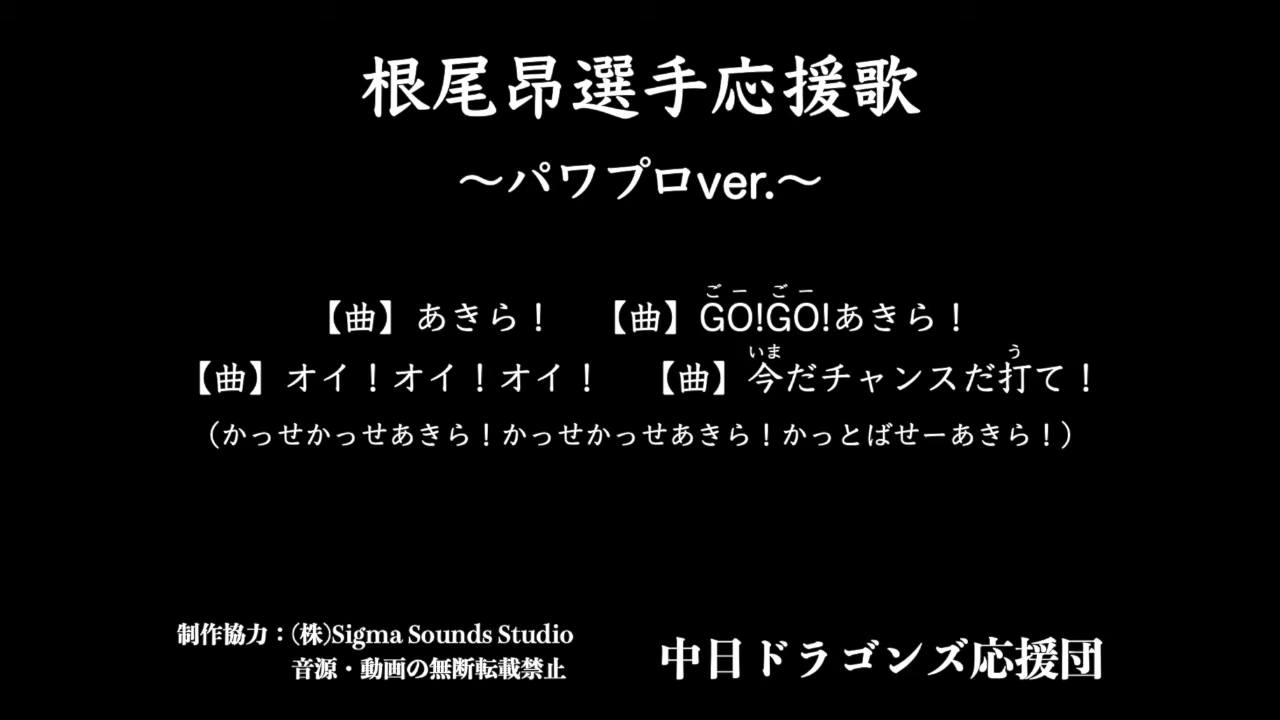 根尾昂選手応援歌
〜パワプロver.〜
ごー ごー
【曲】あきら！ 【曲】GO!GO!あきら！
いま う
【曲】オイ！オイ！オイ！ 【曲】今だチャンスだ打て！
（かっせかっせあきら！かっせかっせあきら！かっとばせーあきら！）
制作協力：（株）Sigma Sounds Studio
音源・動画の無断転載禁止
中日ドラゴンズ応援団